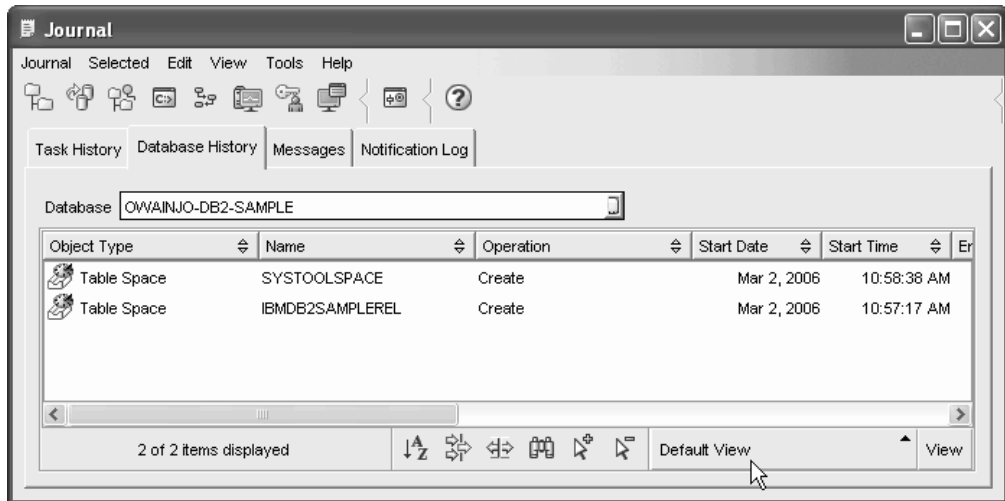 Journal
Journal Selected Edit View Tools Help
Task History Database History Messages Notification Log
Database OWAINJO-DB2-SAMPLE
Object Type Name Operation Start Date Start Time Er
Table Space SYSTOOLSPACE Create Mar 2, 2006 10:58:38 AM
Table Space IBMDB2SAMPLEREL Create Mar 2, 2006 10:57:17 AM
2 of 2 items displayed Default View View